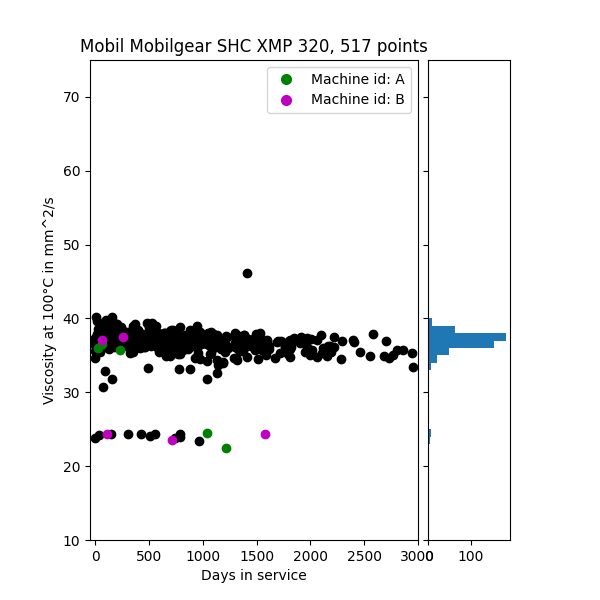 Mobil Mobilgear SHC XMP 320, 517 points
Machine id: A
Machine id: B
Viscosity at 100°C in mm^2/s
70
60
50
40
30
20
10
0 500 1000 1500 2000 2500 3000 0 100
Days in service